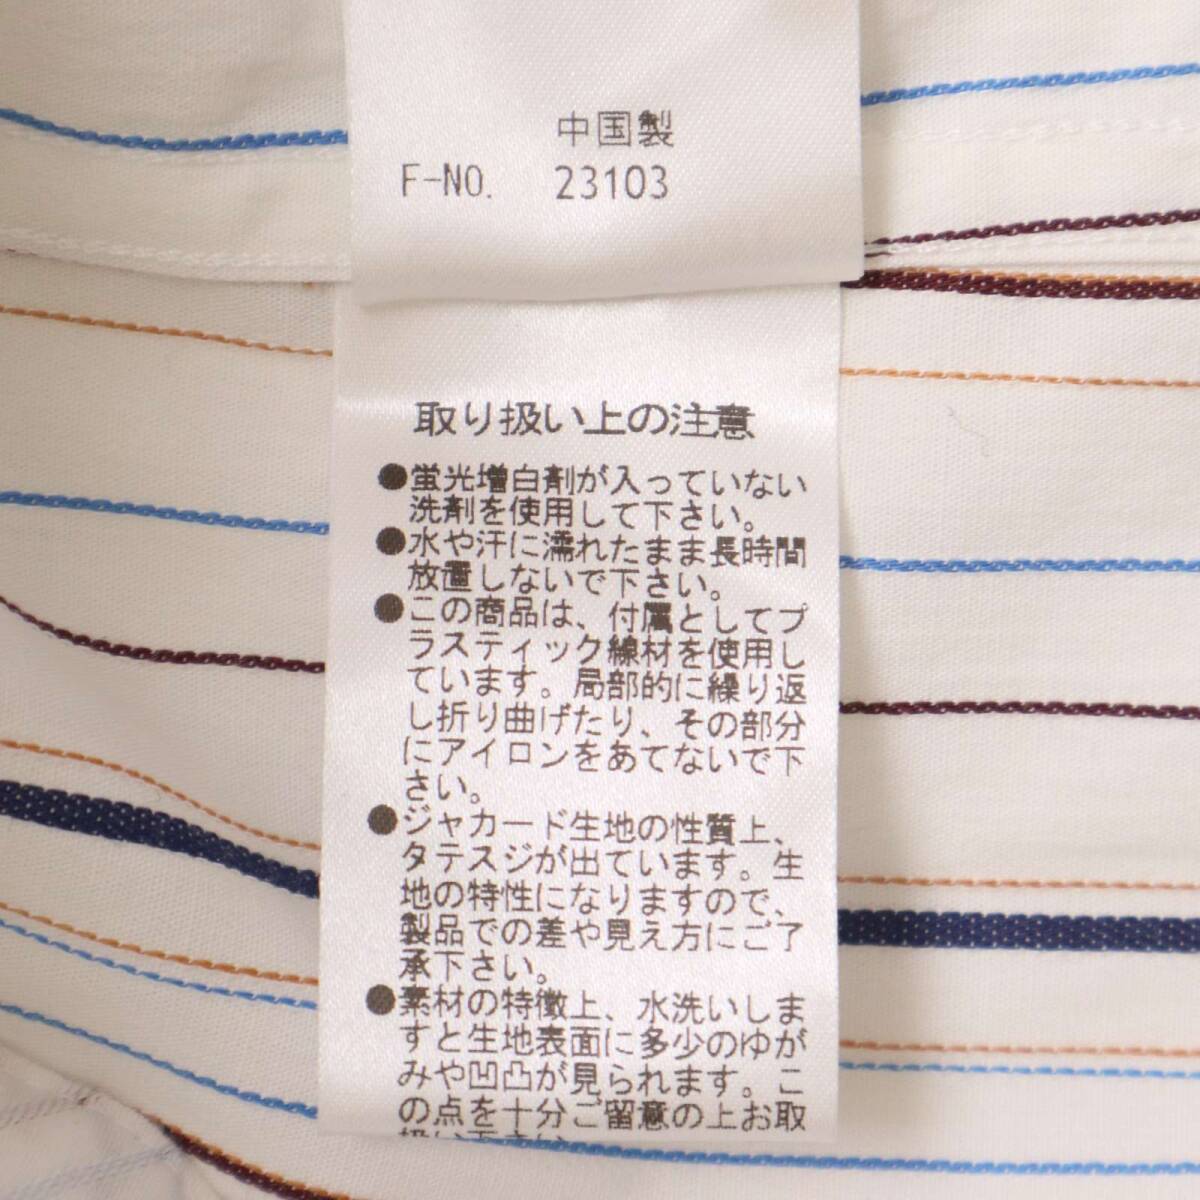 中国製
F-NO. 23103
取り扱い上の注意
●蛍光増白剤が入っていない
洗剤を使用して下さい。
●水や汗に濡れたまま長時間
放置しないで下さい。
●この商品は、付属としてプ
ラスティック線材を使用し
ています。局部的に繰り返
し折り曲げたり、その部分
にアイロンをあてないで下
さい。
●ジャカード生地の性質上、
タテスジが出ています。生
地の特性になりますので、
製品での差や見え方にご了
承下さい。
●素材の特徴上、水洗いしま
すと生地表面に多少のゆが
みや凹凸が見られます。こ
の点を十分ご留意の上お取
扱い下さい。